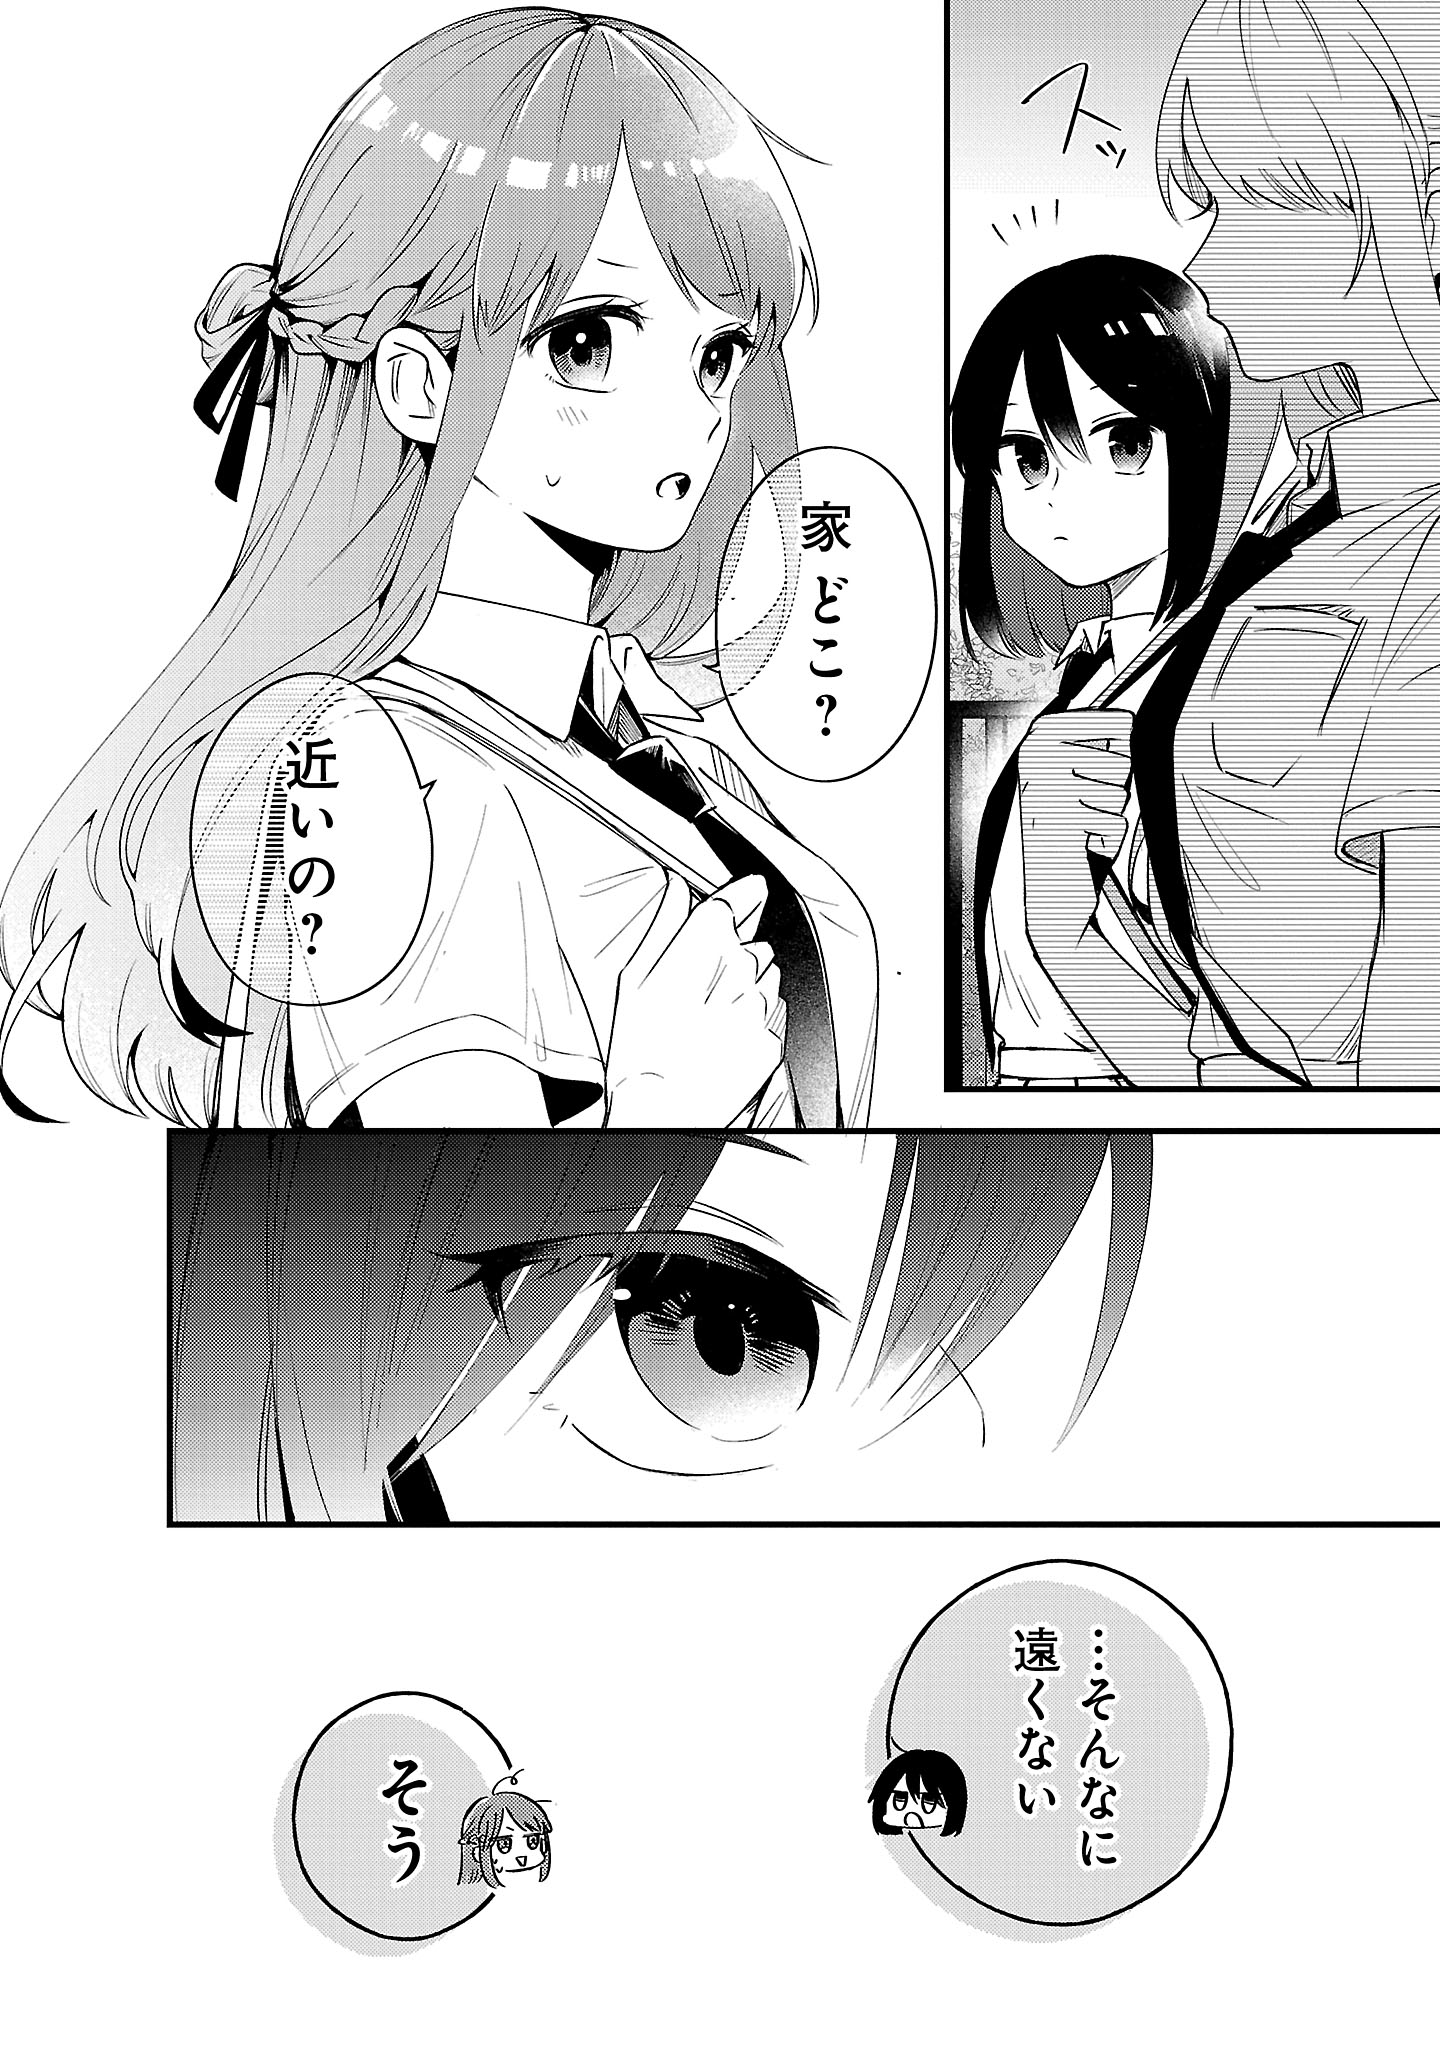 スッ
家どこ？
近いの？
…そんなに
遠くない
そう